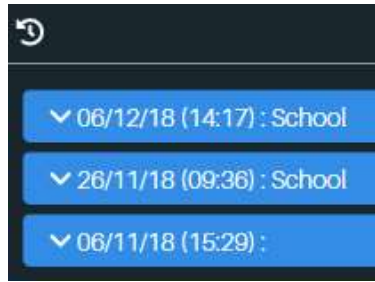 06/12/18 (14:17) : School
26/11/18 (09:36) : School
06/11/18 (15:29) :